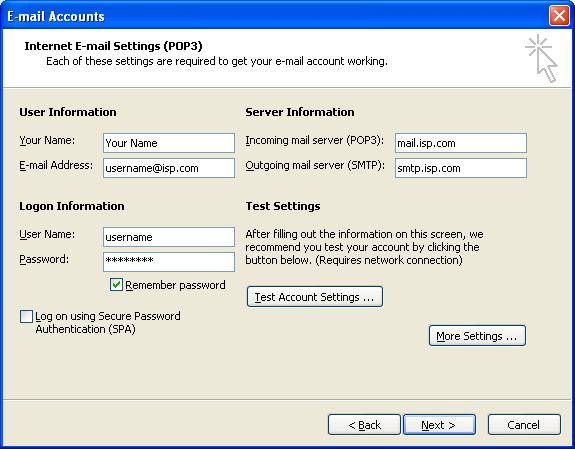 E-mail Accounts
Internet E-mail Settings (POP3)
Each of these settings are required to get your e-mail account working.
User Information
Your Name: Your Name
E-mail Address: username@isp.com
Server Information
Incoming mail server (POP3): mail.isp.com
Outgoing mail server (SMTP): smtp.isp.com
Logon Information
User Name: username
Password: ********
Remember password
Log on using Secure Password
Authentication (SPA)
Test Settings
After filling out the information on this screen, we
recommend you test your account by clicking the
button below. (Requires network connection)
Test Account Settings ...
More Settings ...
< Back
Next >
Cancel